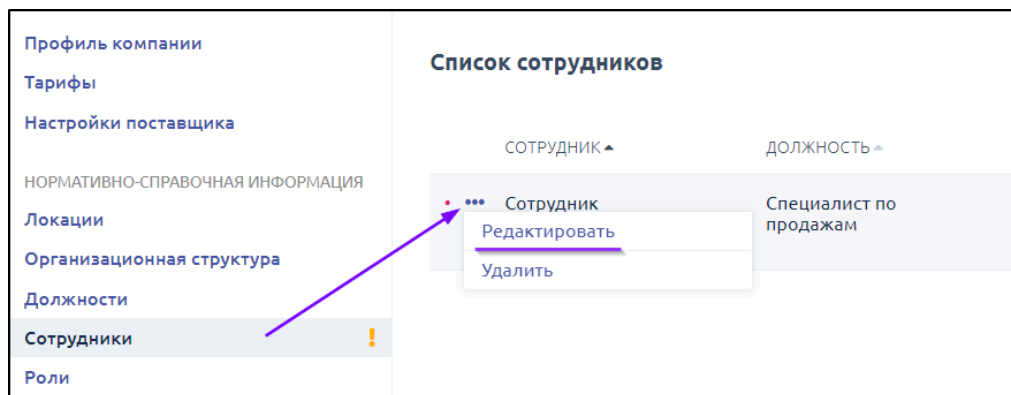 Профиль компании
Тарифы
Настройки поставщика
НОРМАТИВНО-СПРАВОЧНАЯ ИНФОРМАЦИЯ
Локации
Организационная структура
Должности
Сотрудники !
Роли
Список сотрудников
СОТРУДНИК ДОЛЖНОСТЬ
Сотрудник Специалист по
продажам
Редактировать
Удалить